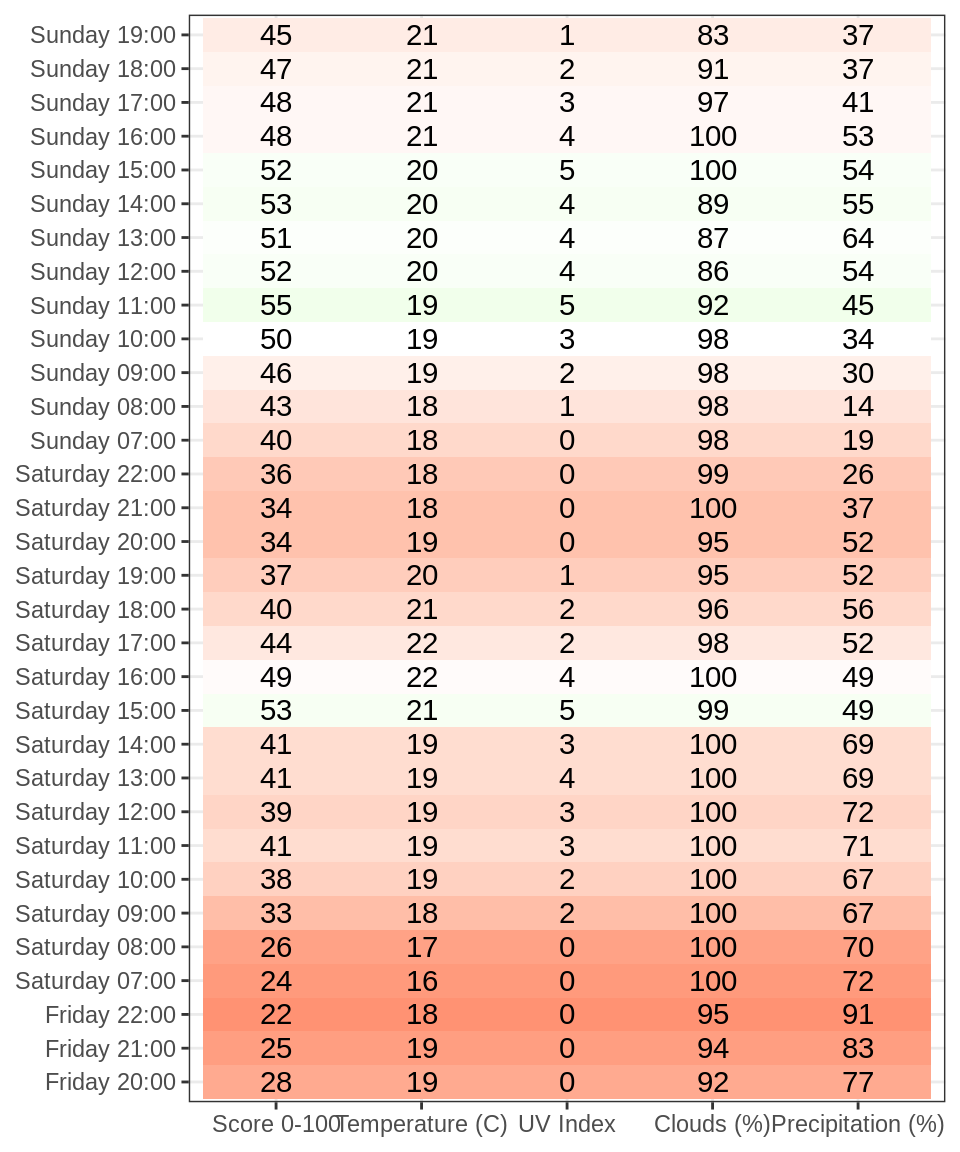 Sunday 19:00 45 21 1 83 37
Sunday 18:00 47 21 2 91 37
Sunday 17:00 48 21 3 97 41
Sunday 16:00 48 21 4 100 53
Sunday 15:00 52 20 5 100 54
Sunday 14:00 53 20 4 89 55
Sunday 13:00 51 20 4 87 64
Sunday 12:00 52 20 4 86 54
Sunday 11:00 55 19 5 92 45
Sunday 10:00 50 19 3 98 34
Sunday 09:00 46 19 2 98 30
Sunday 08:00 43 18 1 98 14
Sunday 07:00 40 18 0 98 19
Saturday 22:00 36 18 0 99 26
Saturday 21:00 34 18 0 100 37
Saturday 20:00 34 19 0 95 52
Saturday 19:00 37 20 1 95 52
Saturday 18:00 40 21 2 96 56
Saturday 17:00 44 22 2 98 52
Saturday 16:00 49 22 4 100 49
Saturday 15:00 53 21 5 99 49
Saturday 14:00 41 19 3 100 69
Saturday 13:00 41 19 4 100 69
Saturday 12:00 39 19 3 100 72
Saturday 11:00 41 19 3 100 71
Saturday 10:00 38 19 2 100 67
Saturday 09:00 33 18 2 100 67
Saturday 08:00 26 17 0 100 70
Saturday 07:00 24 16 0 100 72
Friday 22:00 22 18 0 95 91
Friday 21:00 25 19 0 94 83
Friday 20:00 28 19 0 92 77
Score 0-100 Temperature (C) UV Index Clouds (%) Precipitation (%)